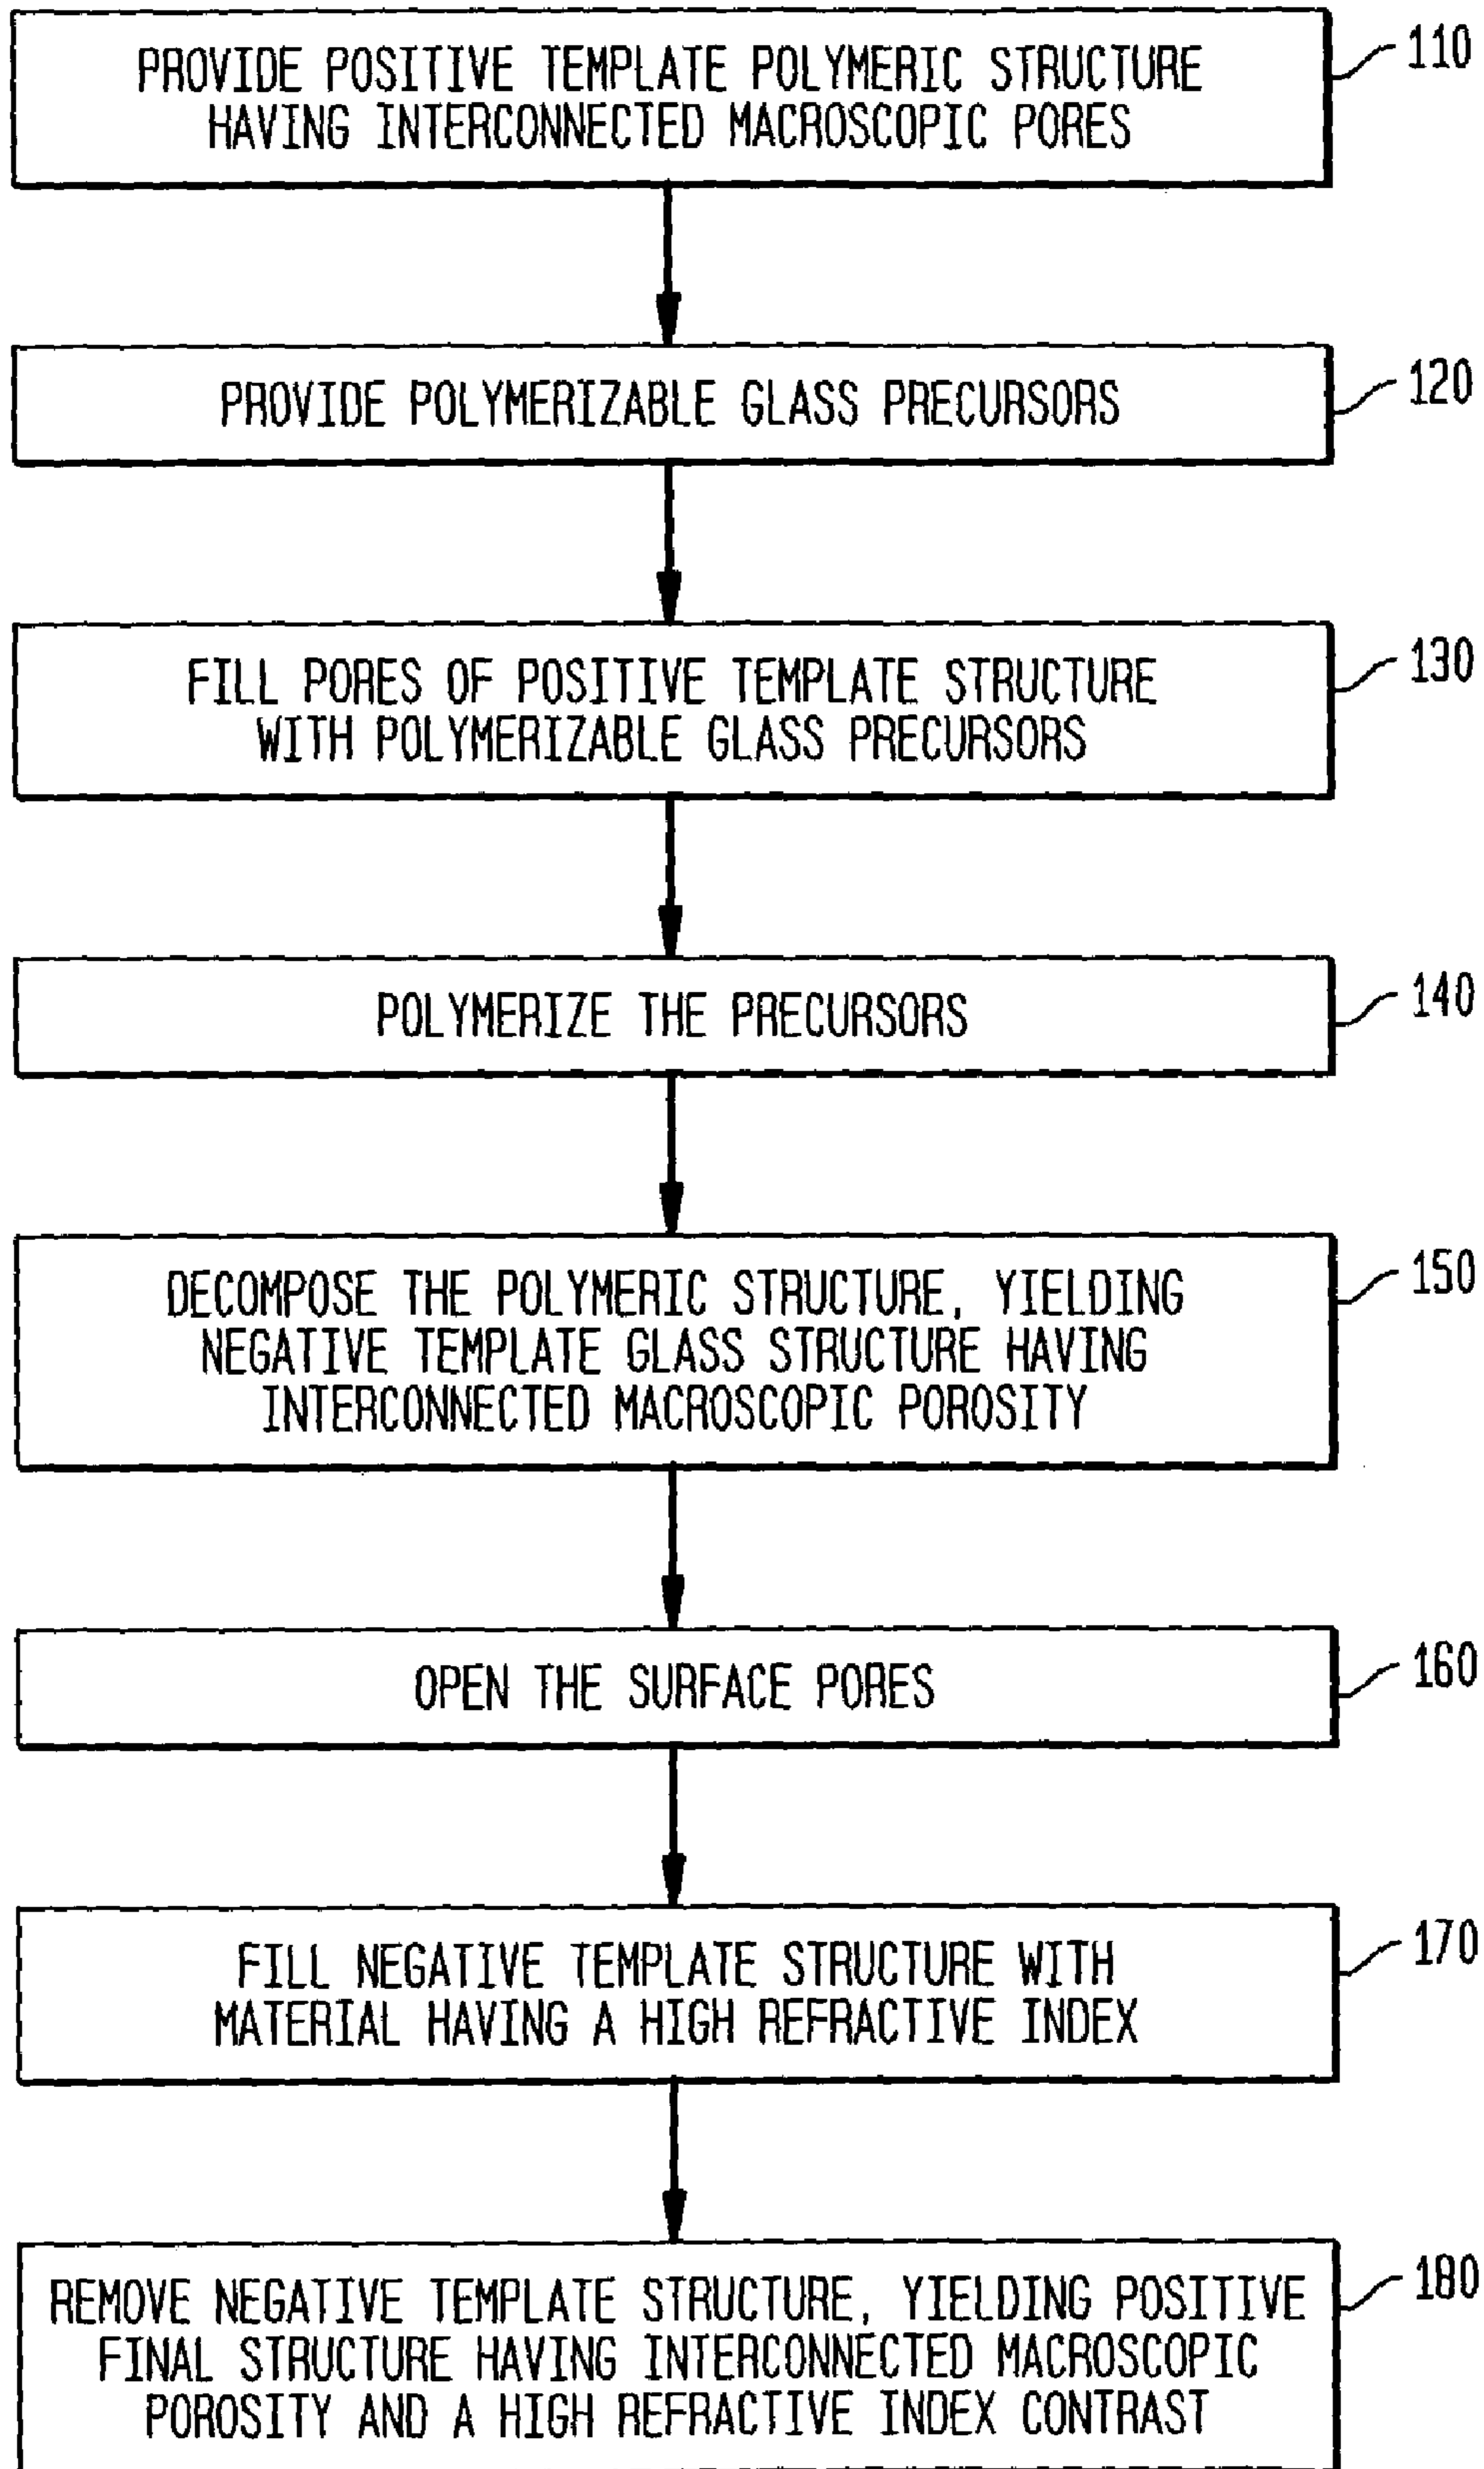 PROVIDE POSITIVE TEMPLATE POLYMERIC STRUCTURE
HAVING INTERCONNECTED MACROSCOPIC PORES
110
PROVIDE POLYMERIZABLE GLASS PRECURSORS
120
FILL PORES OF POSITIVE TEMPLATE STRUCTURE
WITH POLYMERIZABLE GLASS PRECURSORS
130
POLYMERIZE THE PRECURSORS
140
DECOMPOSE THE POLYMERIC STRUCTURE, YIELDING
NEGATIVE TEMPLATE GLASS STRUCTURE HAVING
INTERCONNECTED MACROSCOPIC POROSITY
150
OPEN THE SURFACE PORES
160
FILL NEGATIVE TEMPLATE STRUCTURE WITH
MATERIAL HAVING A HIGH REFRACTIVE INDEX
170
REMOVE NEGATIVE TEMPLATE STRUCTURE, YIELDING POSITIVE
FINAL STRUCTURE HAVING INTERCONNECTED MACROSCOPIC
POROSITY AND A HIGH REFRACTIVE INDEX CONTRAST
180